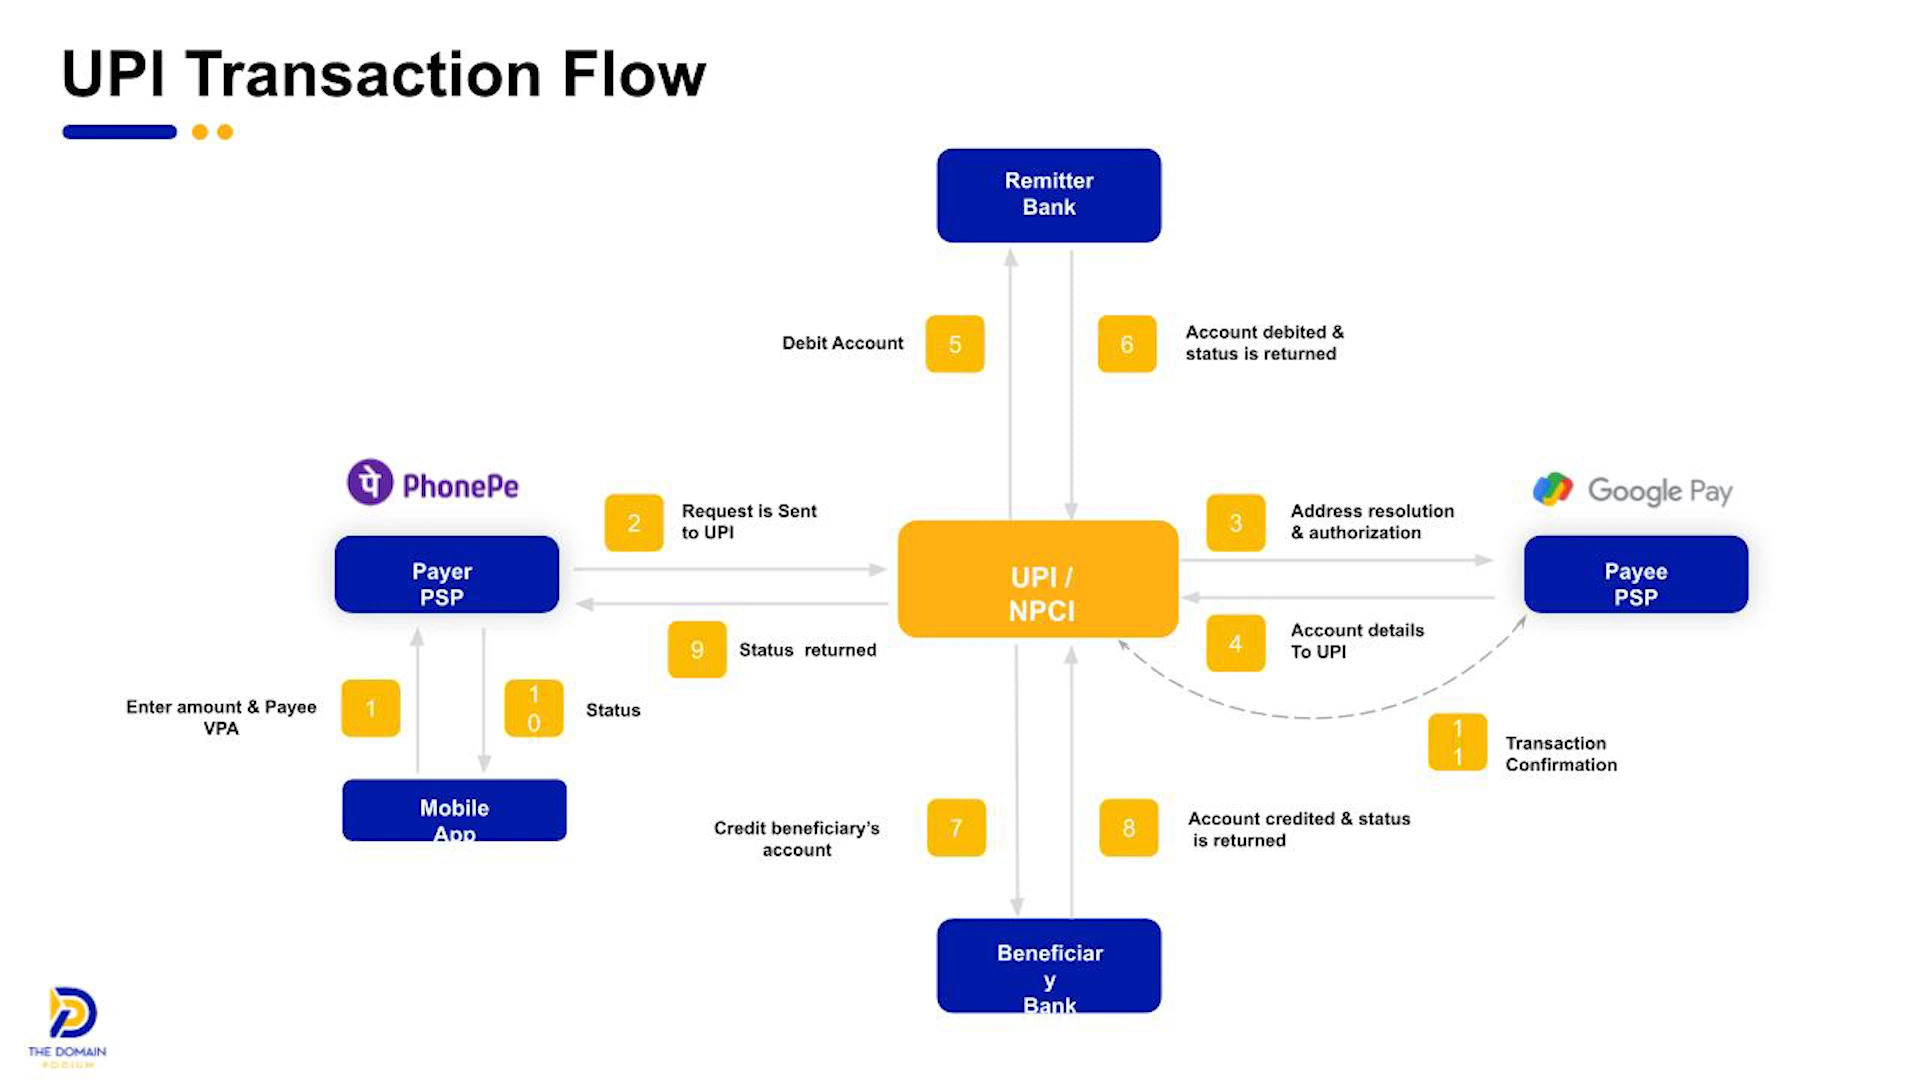 UPI Transaction Flow
Remitter
Bank
Debit Account
5
6
Account debited &
status is returned
पे PhonePe
2
Request is Sent
to UPI
3
Address resolution
& authorization
Google Pay
Payer
PSP
UPI /
NPCI
Payee
PSP
9
Status returned
4
Account details
To UPI
Enter amount & Payee
VPA
1
1
0
Status
1
1
Transaction
Confirmation
Mobile
App
Credit beneficiary’s
account
7
8
Account credited & status
is returned
Beneficiar
y
Bank
THE DOMAIN
PODIUM